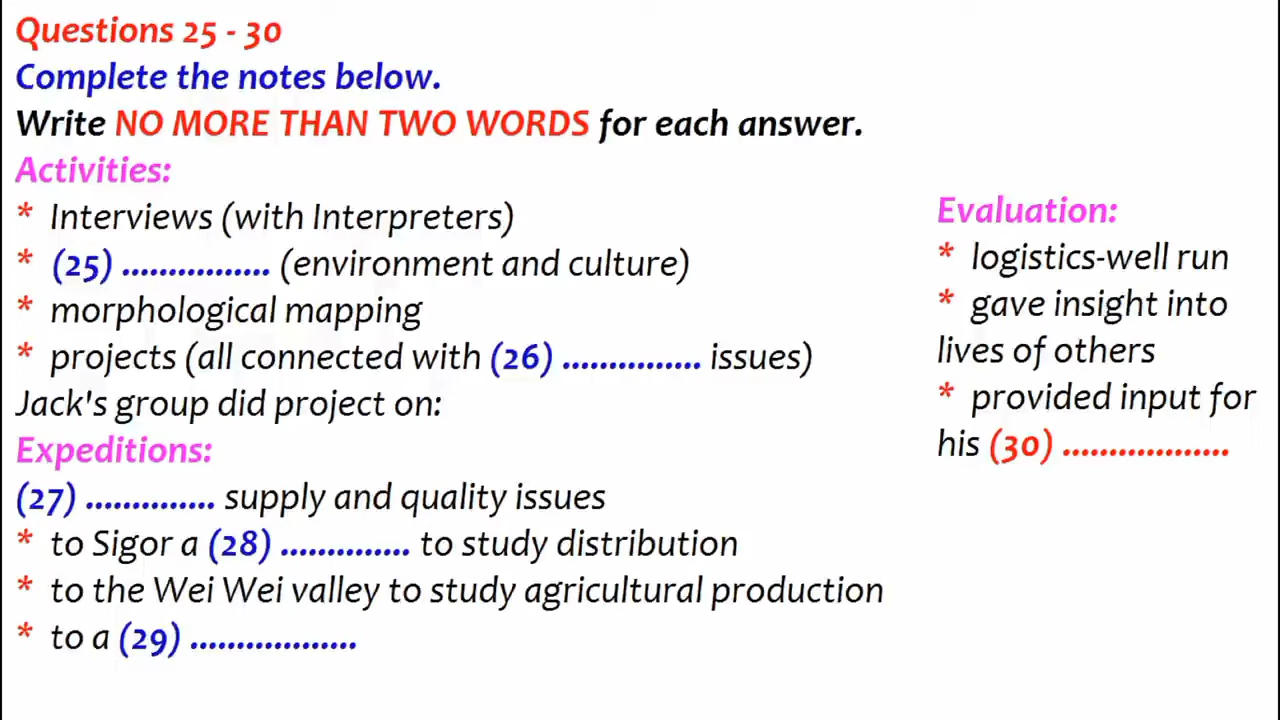 Questions 25 - 30
Complete the notes below.
Write NO MORE THAN TWO WORDS for each answer.
Activities:
* Interviews (with Interpreters)
* (25) ................ (environment and culture)
* morphological mapping
* projects (all connected with (26) ............... issues)
Jack's group did project on:
Expeditions:
(27) .............. supply and quality issues
* to Sigor a (28) .............. to study distribution
* to the Wei Wei valley to study agricultural production
* to a (29) ..................
Evaluation:
* logistics-well run
* gave insight into
lives of others
* provided input for
his (30) ..................